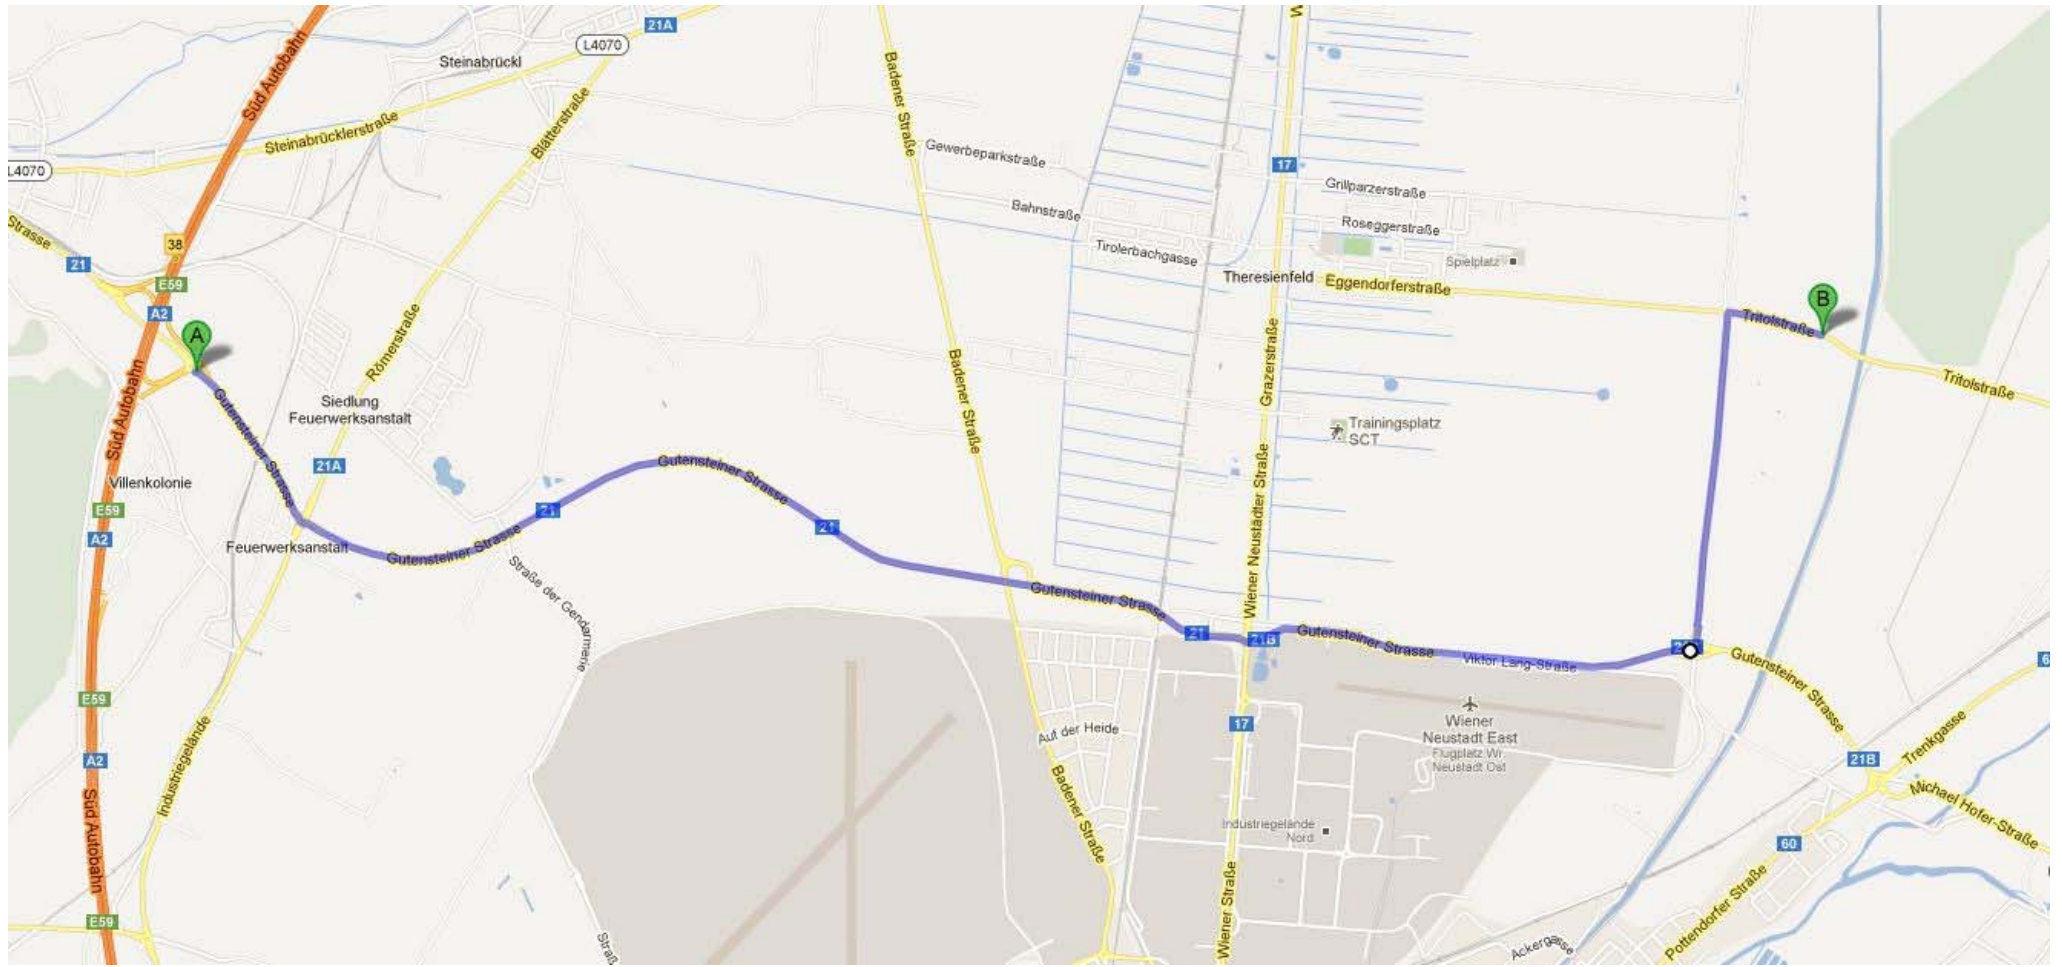 21A
L4070
Steinabrückl
Süd Autobahn
Badener Straße
W
Blätterstraße
Steinabrücklerstraße
L4070
Gewerbeparkstraße
17
Grillparzerstraße
Bahnstraße
Roseggerstraße
Strasse
38
Tirolerbachgasse
Spielplatz
21
E59
Theresienfeld
Eggendorferstraße
A2
A
B
Tritolstraße
Römerstraße
Grazerstraße
Badener Straße
Tritolstraße
Siedlung
Feuerwerksanstalt
Süd Autobahn
Gutensteiner Strasse
Trainingsplatz
SCT
21A
Gutensteiner Strasse
Villenkolonie
Wiener Neustädter Straße
E59
21
21
A2
Feuerwerksanstalt
Gutensteiner Strasse
Straße der Gendarmerie
Gutensteiner Strasse
21
21B
Gutensteiner Strasse
Viktor Lang-Straße
Gutensteiner Strasse
6
E59
Wiener
Neustadt East
Flugplatz Wr.
Neustadt Ost
17
Auf der Heide
Trenkgasse
Industriegelände
A2
21B
Badener Straße
Michael Hofer-Straße
Süd Autobahn
Industriegelände
Nord
60
Wiener Straße
Pottendorfer Straße
E59
Straß
Ackergasse